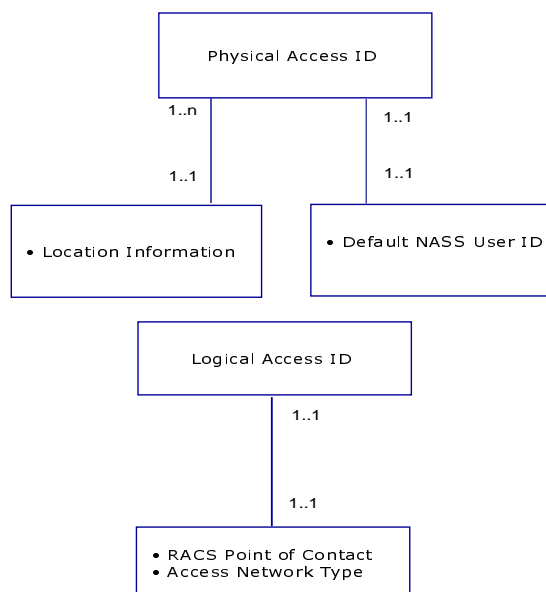 Physical Access ID
1..n
1..1
1..1
1..1
• Location Information
• Default NASS User ID
Logical Access ID
1..1
1..1
• RACS Point of Contact
• Access Network Type